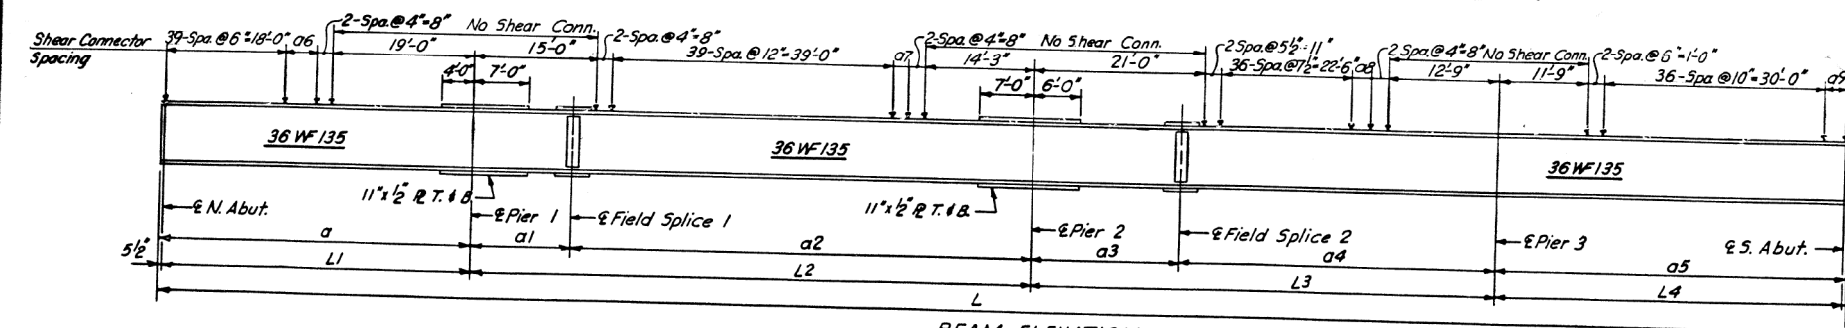 Shear Connector
Spacing
39-Spa.@6"=18'-0"
a6
2-Spa.@4"=8"
No Shear Conn.
19'-0"
15'-0"
2-Spa.@4"=8"
39-Spa.@12"=39'-0"
a7
2-Spa.@4"=8"
No Shear Conn.
14'-3"
21'-0"
2 Spa.@5½"=11"
36-Spa.@7½"=22'-6"
a8
2-Spa.@4"=8"
No Shear Conn.
12'-9"
11'-9"
2-Spa.@6"=1'-0"
36-Spa.@10"=30'-0"
a9
4'-0"
7'-0"
7'-0"
6'-0"
36 WF 135
36 WF 135
36 WF 135
11"x½" ℞ T. & B.
11"x½" ℞ T. & B.
℄ N. Abut.
℄ Pier 1
℄ Field Splice 1
℄ Pier 2
℄ Field Splice 2
℄ Pier 3
℄ S. Abut.
5½"
a
a1
a2
a3
a4
a5
L1
L2
L3
L4
L